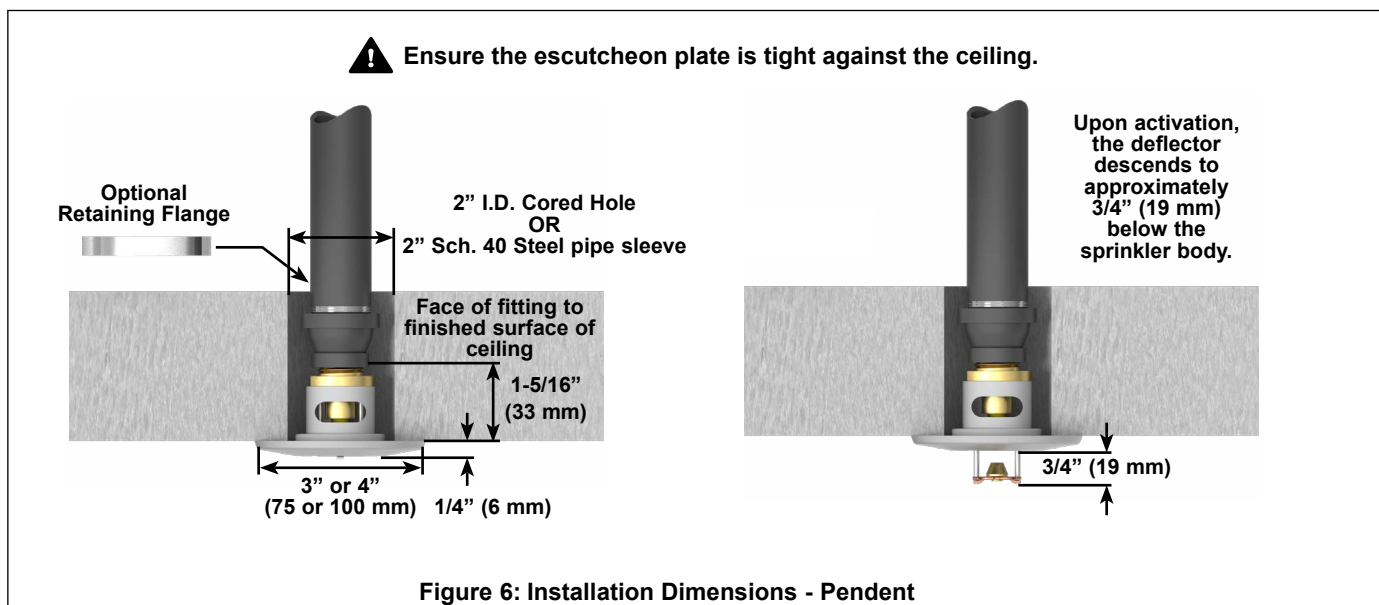 Ensure the escutcheon plate is tight against the ceiling.
Optional
Retaining Flange
2” I.D. Cored Hole
OR
2” Sch. 40 Steel pipe sleeve
Face of fitting to
finished surface of
ceiling
1-5/16”
(33 mm)
3” or 4”
(75 or 100 mm)
1/4” (6 mm)
Upon activation,
the deflector
descends to
approximately
3/4” (19 mm)
below the
sprinkler body.
3/4” (19 mm)
Figure 6: Installation Dimensions - Pendent